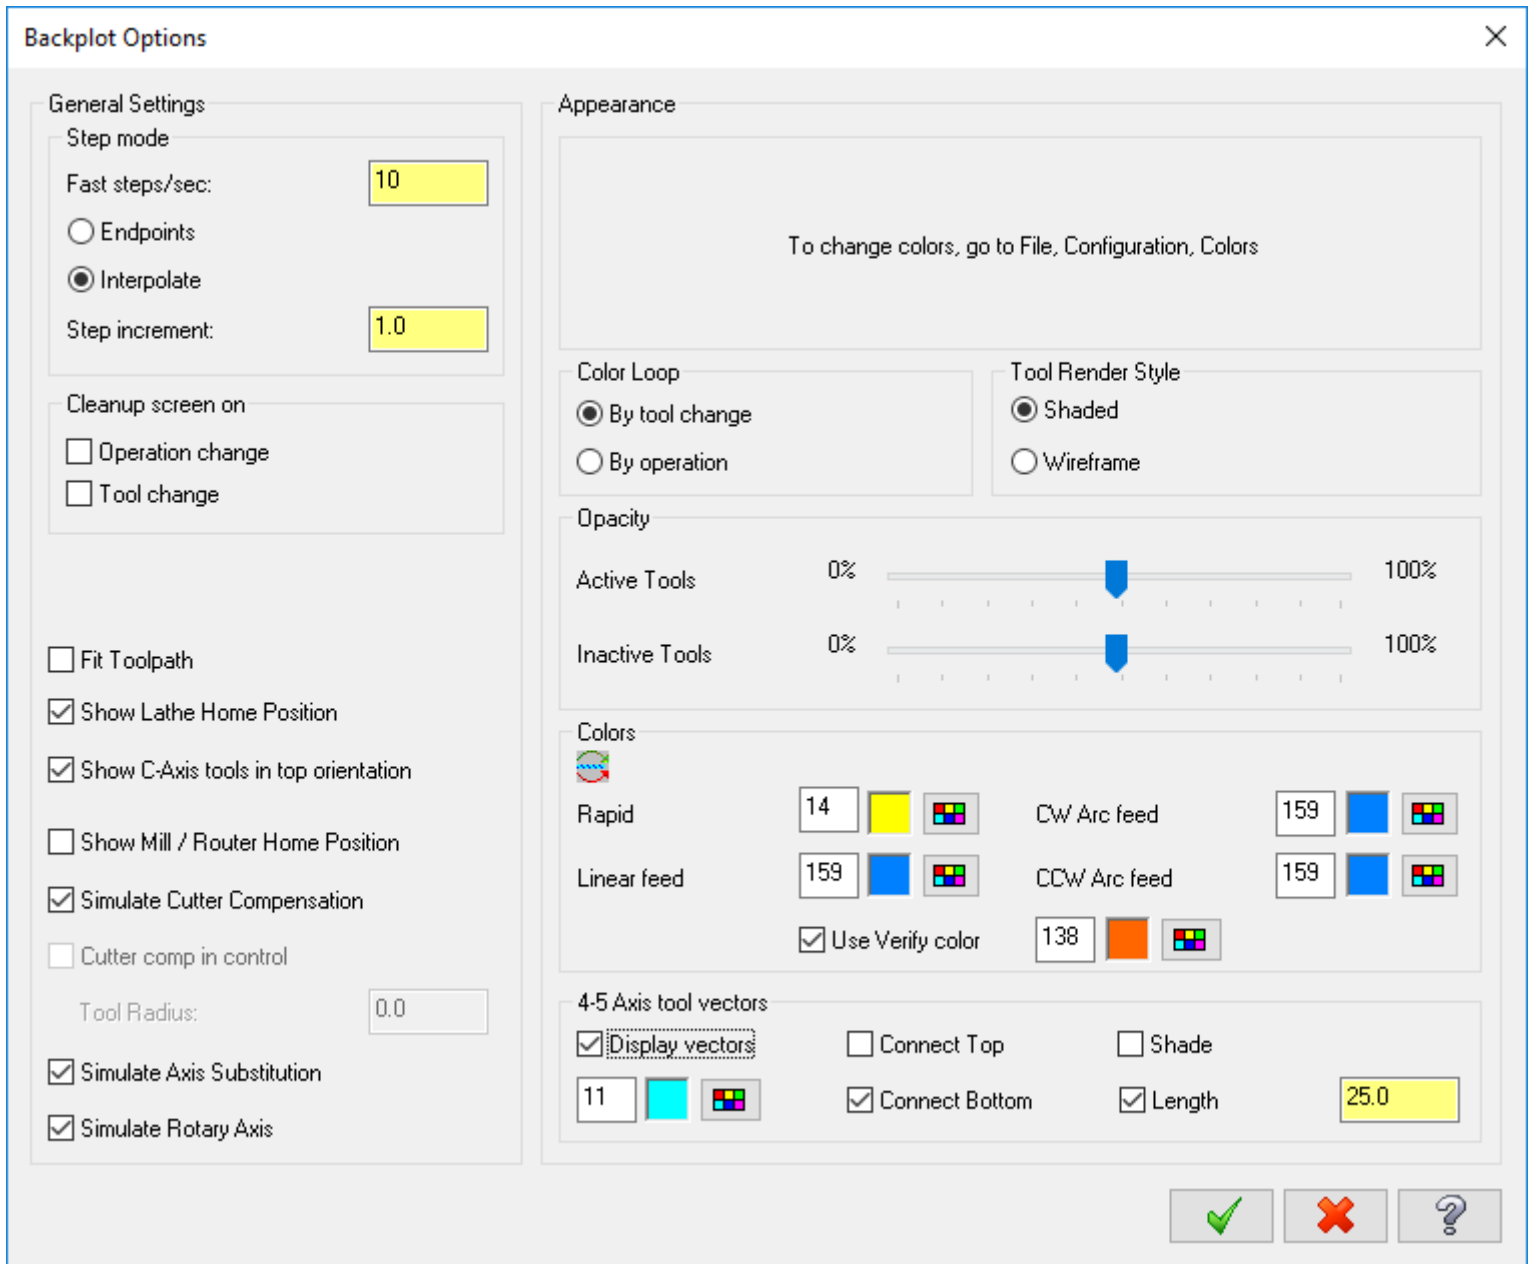 Backplot Options
General Settings
Step mode
Fast steps/sec: 10
Endpoints
Interpolate
Step increment: 1.0
Cleanup screen on
Operation change
Tool change
Fit Toolpath
Show Lathe Home Position
Show C-Axis tools in top orientation
Show Mill / Router Home Position
Simulate Cutter Compensation
Cutter comp in control
Tool Radius: 0.0
Simulate Axis Substitution
Simulate Rotary Axis
Appearance
To change colors, go to File, Configuration, Colors
Color Loop
By tool change
By operation
Tool Render Style
Shaded
Wireframe
Opacity
Active Tools 0% 100%
Inactive Tools 0% 100%
Colors
Rapid 14 CW Arc feed 159
Linear feed 159 CCW Arc feed 159
Use Verify color 138
4-5 Axis tool vectors
Display vectors Connect Top Shade
11 Connect Bottom Length 25.0